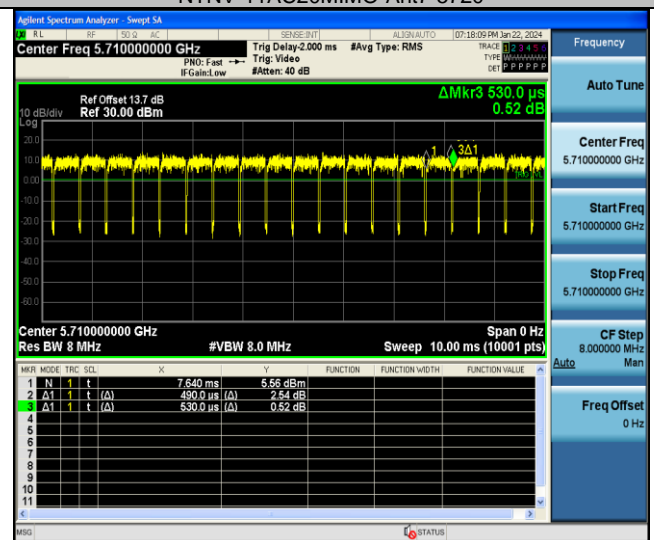 Agilent Spectrum Analyzer - Swept SA
RL RF 50 Ω AC SENSE:INT ALIGNAUTO 07:18:09 PM Jan 22, 2024
Center Freq 5.710000000 GHz
PNO: Fast
IFGain:Low
Trig Delay-2.000 ms
Trig: Video
#Atten: 40 dB
#Avg Type: RMS
TRACE 1 2 3 4 5 6
TYPE
DET P P P P P P
Ref Offset 13.7 dB
10 dB/div Ref 30.00 dBm
Log
ΔMkr3 530.0 µs
0.52 dB
20.0
10.0
0.00
-10.0
-20.0
-30.0
-40.0
-50.0
-60.0
1 3Δ1
Center 5.710000000 GHz Span 0 Hz
Res BW 8 MHz #VBW 8.0 MHz Sweep 10.00 ms (10001 pts)
MKR MODE TRC SCL X Y FUNCTION FUNCTION WIDTH FUNCTION VALUE
1 N 1 t 7.640 ms 5.56 dBm
2 Δ1 1 t (Δ) 490.0 µs (Δ) 2.54 dB
3 Δ1 1 t (Δ) 530.0 µs (Δ) 0.52 dB
4
5
6
7
8
9
10
11
MSG STATUS
Frequency
Auto Tune
Center Freq
5.710000000 GHz
Start Freq
5.710000000 GHz
Stop Freq
5.710000000 GHz
CF Step
8.000000 MHz
Auto Man
Freq Offset
0 Hz